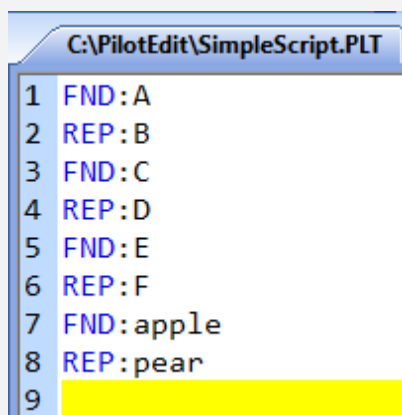 C:\PilotEdit\SimpleScript.PLT
1 FND:A
2 REP:B
3 FND:C
4 REP:D
5 FND:E
6 REP:F
7 FND:apple
8 REP:pear
9